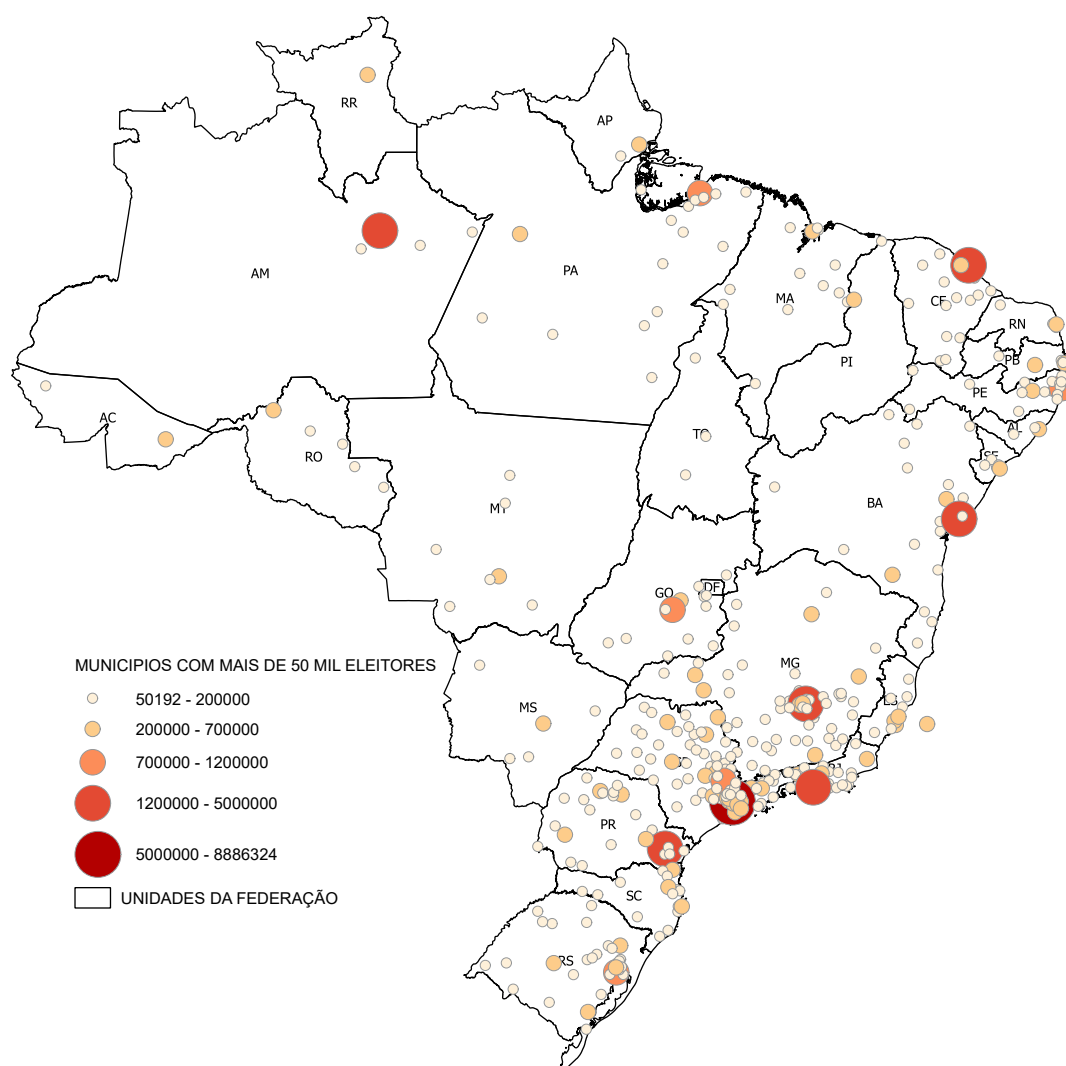 RR
AP
AM
PA
MA
CE
RN
PB
PI
PE
AC
AL
TO
RO
SE
BA
MT
GO
DF
MG
MS
ES
RJ
PR
SC
RS
MUNICIPIOS COM MAIS DE 50 MIL ELEITORES
50192 - 200000
200000 - 700000
700000 - 1200000
1200000 - 5000000
5000000 - 8886324
UNIDADES DA FEDERAÇÃO